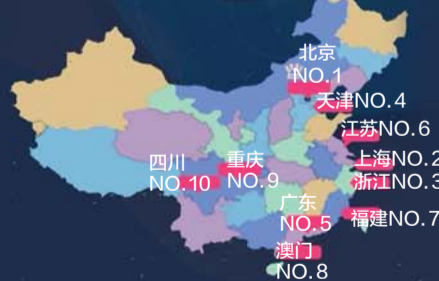 北京
NO.1
天津NO.4
江苏NO.6
上海NO.2
浙江NO.3
四川
NO.10
重庆
NO.9
广东
NO.5
福建NO.7
澳门
NO.8